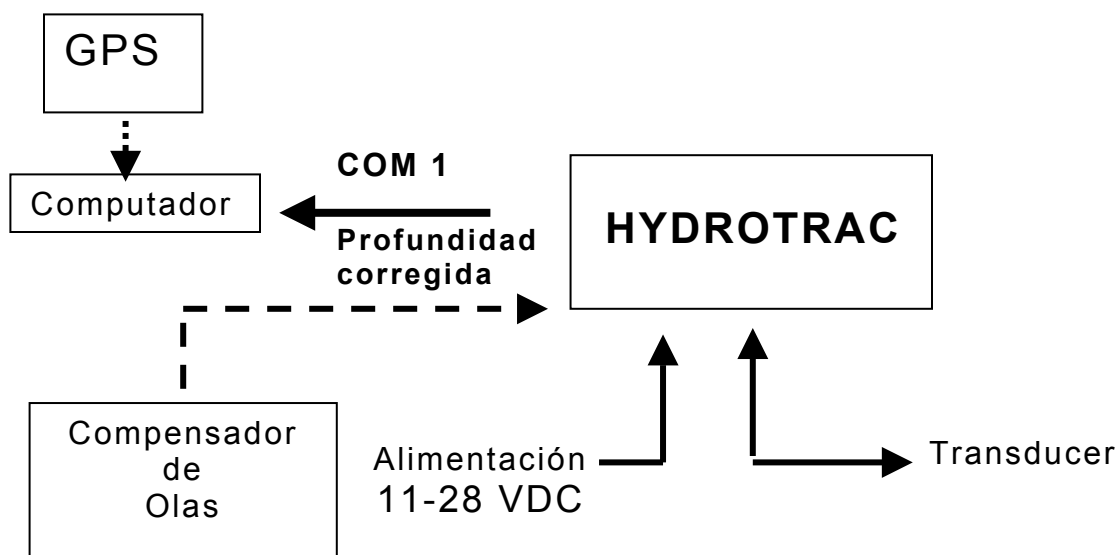 GPS
Computador
COM 1
Profundidad
corregida
HYDROTRAC
Compensador
de
Olas
Alimentación
11-28 VDC
Transducer